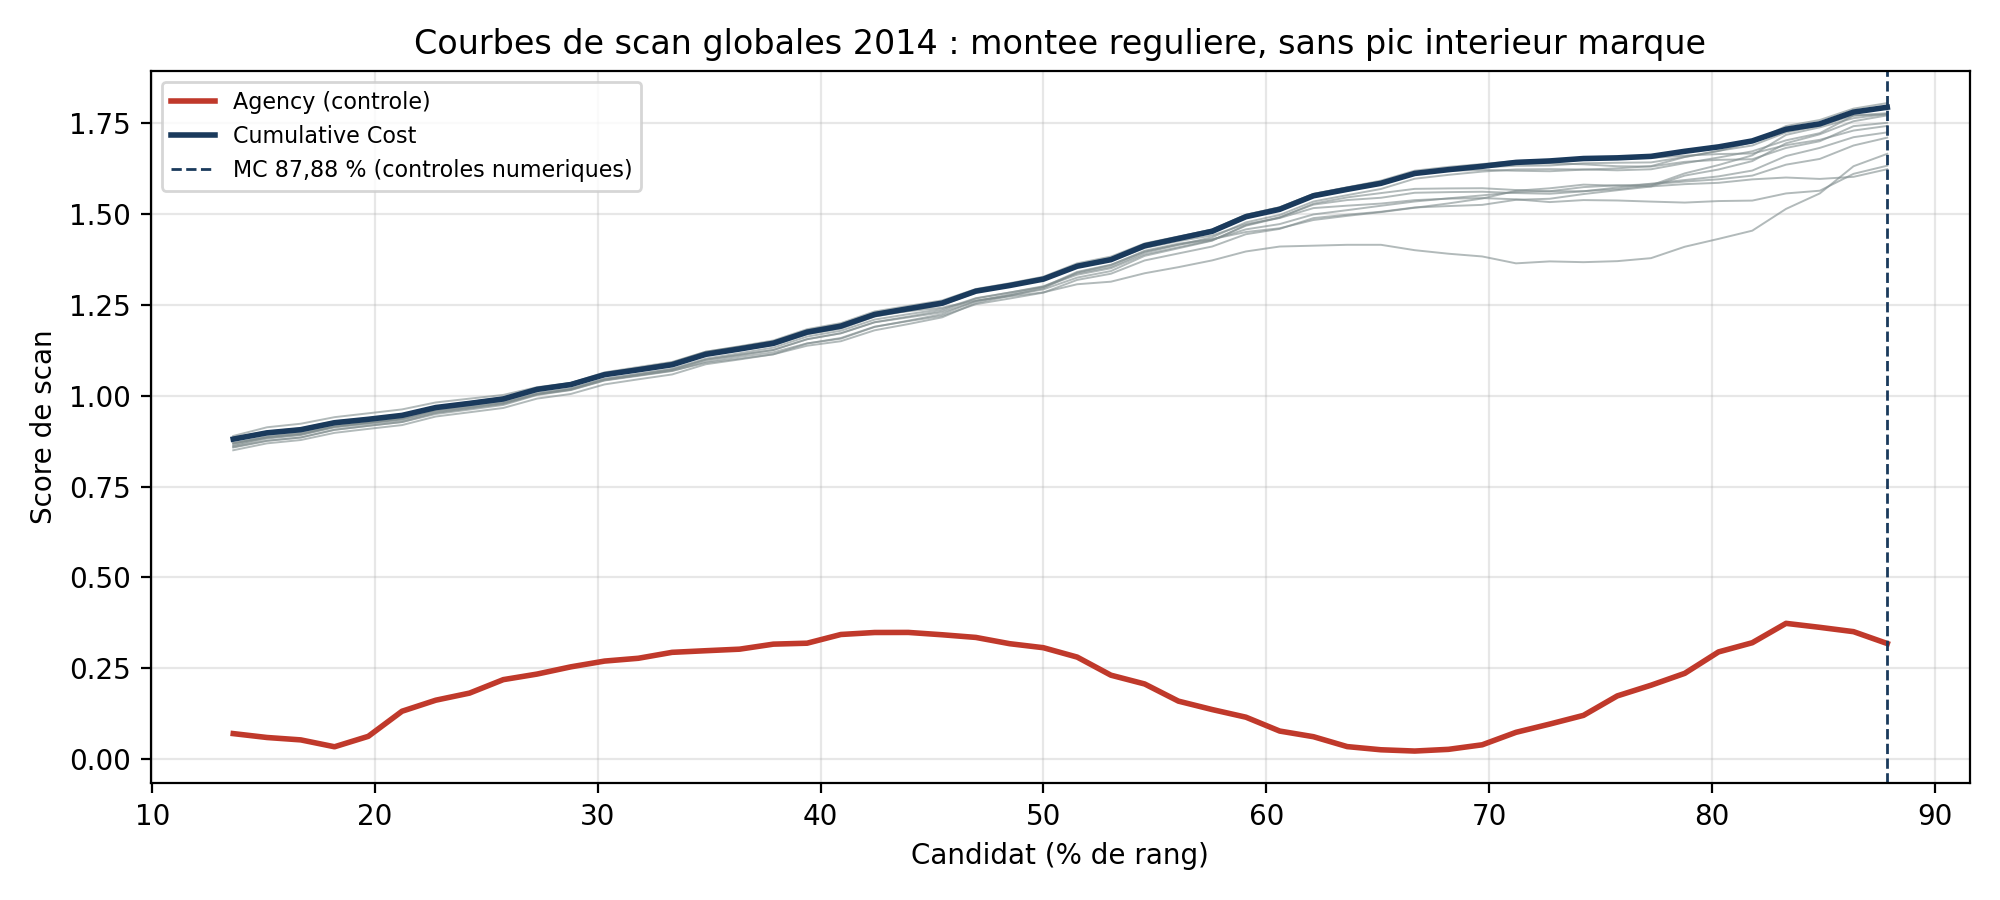 Courbes de scan globales 2014 : montee reguliere, sans pic interieur marque
Agency (controle)
Cumulative Cost
MC 87,88 % (controles numeriques)
Score de scan
1.75
1.50
1.25
1.00
0.75
0.50
0.25
0.00
10 20 30 40 50 60 70 80 90
Candidat (% de rang)